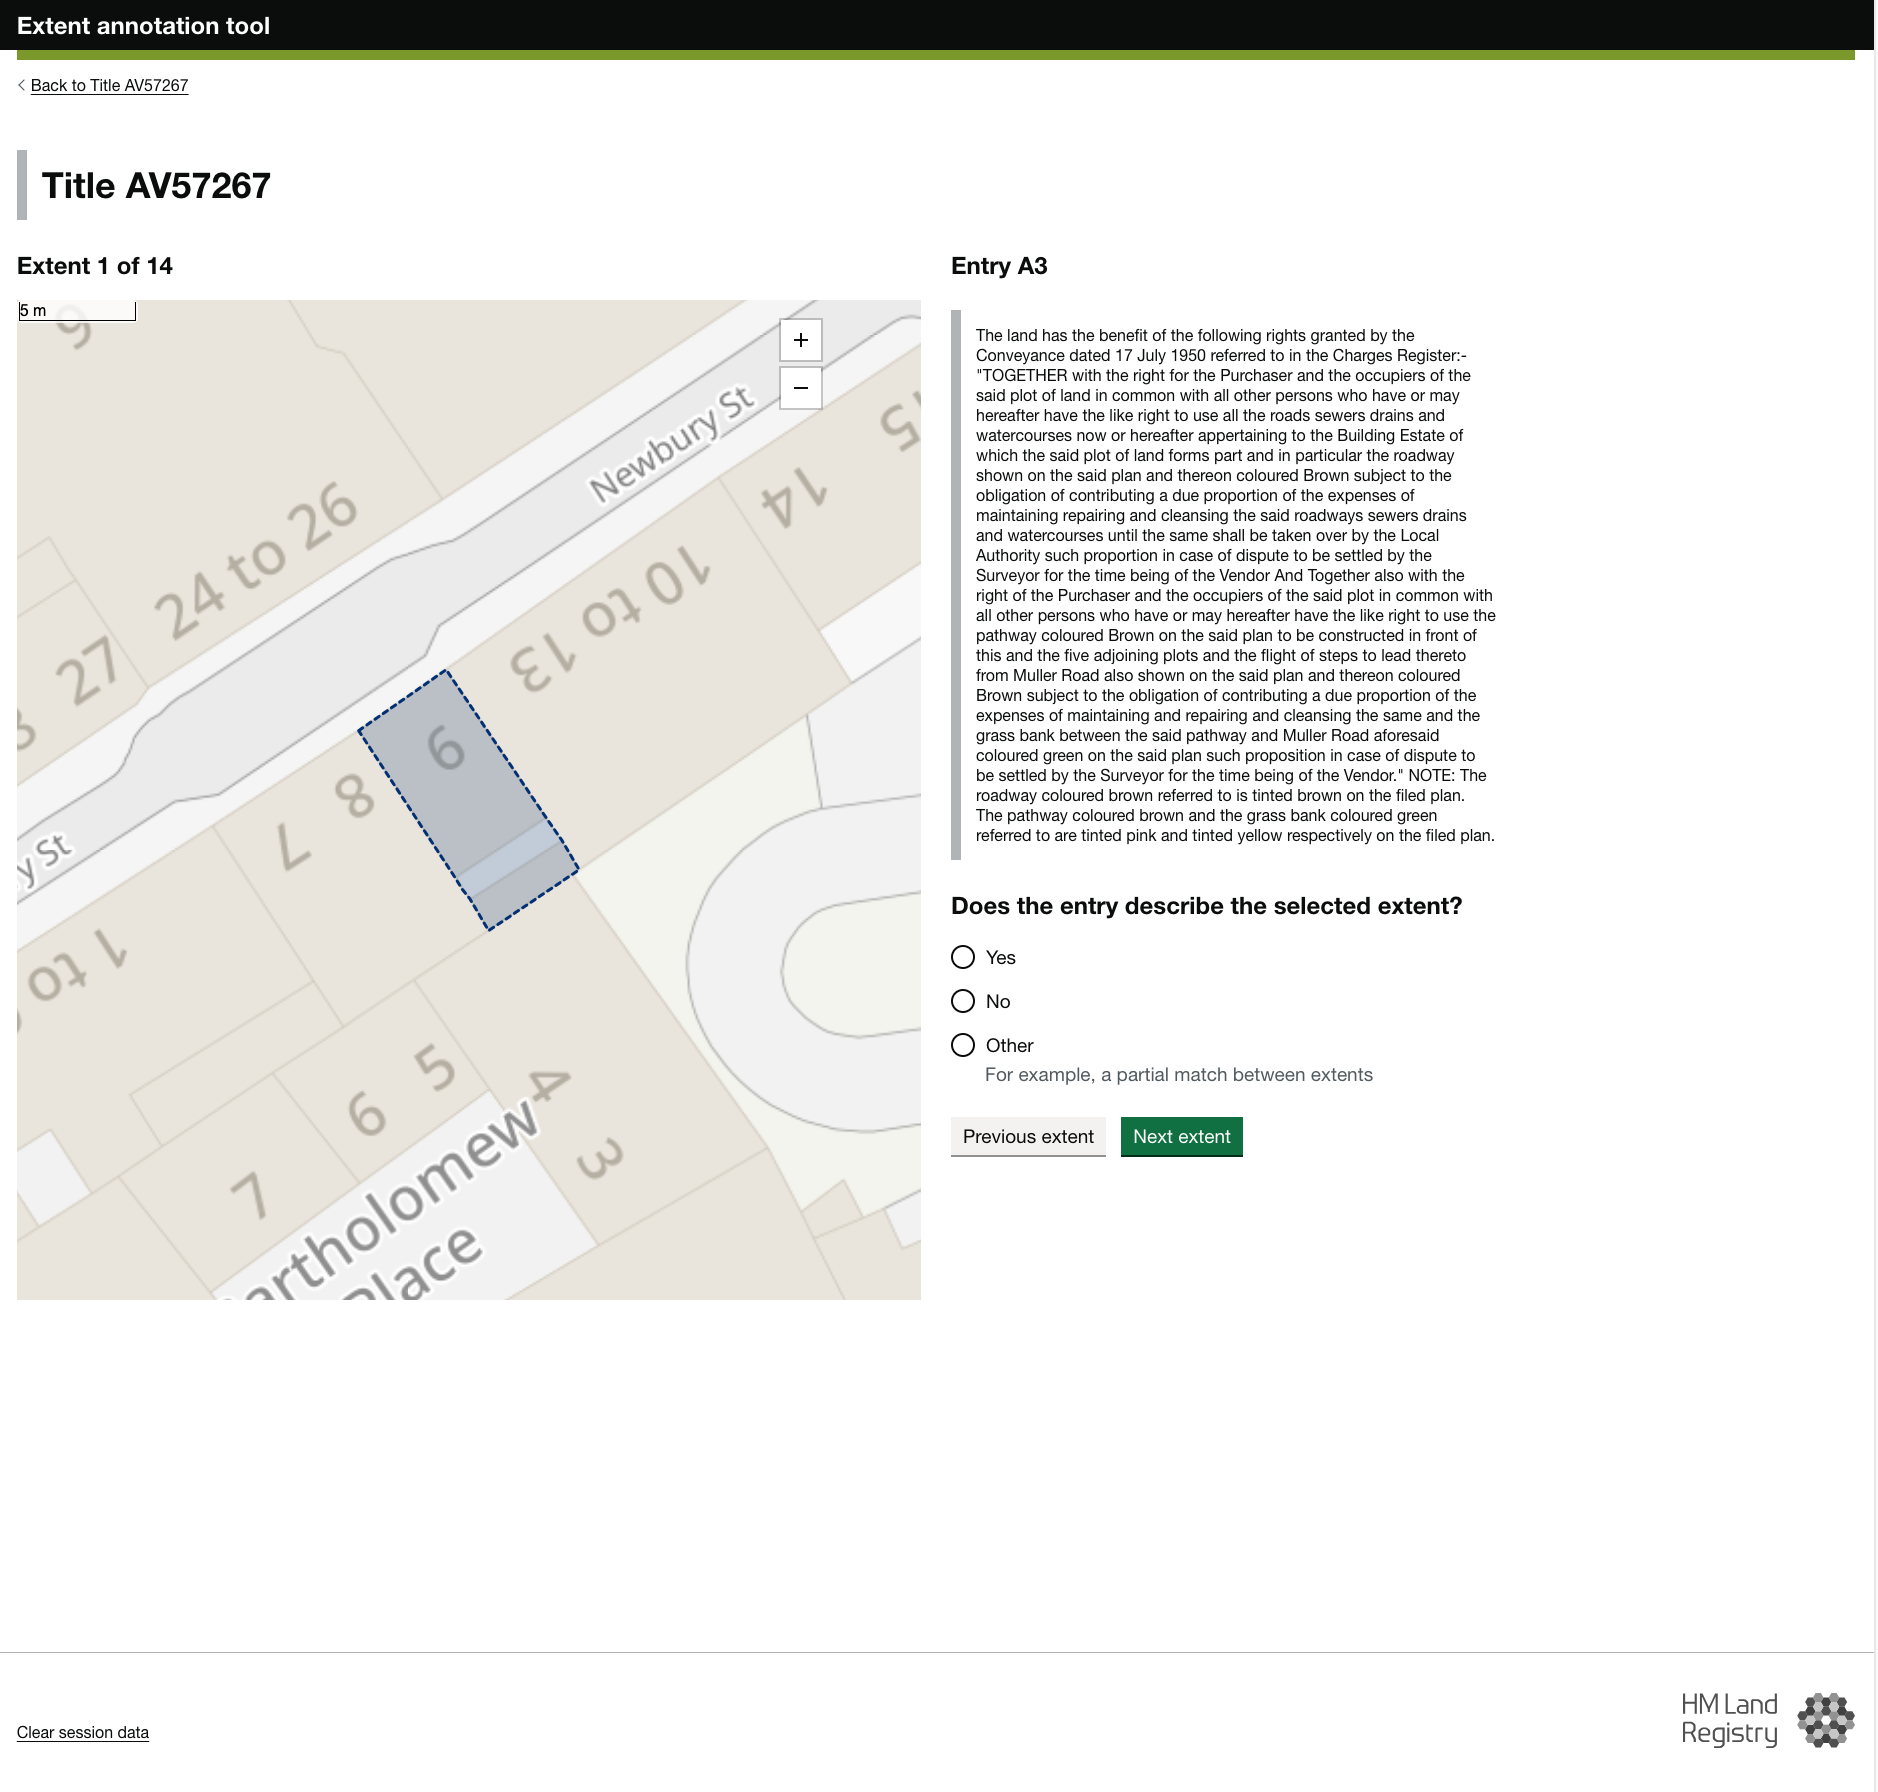 Extent annotation tool
Back to Title AV57267
Title AV57267
Extent 1 of 14
5 m
9
24 to 26
27
Newbury St
+
−
15
14
10 to 13
9
8
7
y St
1 to
5
6
7
4
3
artholomew
Place
Entry A3
The land has the benefit of the following rights granted by the
Conveyance dated 17 July 1950 referred to in the Charges Register:-
"TOGETHER with the right for the Purchaser and the occupiers of the
said plot of land in common with all other persons who have or may
hereafter have the like right to use all the roads sewers drains and
watercourses now or hereafter appertaining to the Building Estate of
which the said plot of land forms part and in particular the roadway
shown on the said plan and thereon coloured Brown subject to the
obligation of contributing a due proportion of the expenses of
maintaining repairing and cleansing the said roadways sewers drains
and watercourses until the same shall be taken over by the Local
Authority such proportion in case of dispute to be settled by the
Surveyor for the time being of the Vendor And Together also with the
right of the Purchaser and the occupiers of the said plot in common with
all other persons who have or may hereafter have the like right to use the
pathway coloured Brown on the said plan to be constructed in front of
this and the five adjoining plots and the flight of steps to lead thereto
from Muller Road also shown on the said plan and thereon coloured
Brown subject to the obligation of contributing a due proportion of the
expenses of maintaining and repairing and cleansing the same and the
grass bank between the said pathway and Muller Road aforesaid
coloured green on the said plan such proposition in case of dispute to
be settled by the Surveyor for the time being of the Vendor." NOTE: The
roadway coloured brown referred to is tinted brown on the filed plan.
The pathway coloured brown and the grass bank coloured green
referred to are tinted pink and tinted yellow respectively on the filed plan.
Does the entry describe the selected extent?
Yes
No
Other
For example, a partial match between extents
Previous extent
Next extent
Clear session data
HM Land
Registry